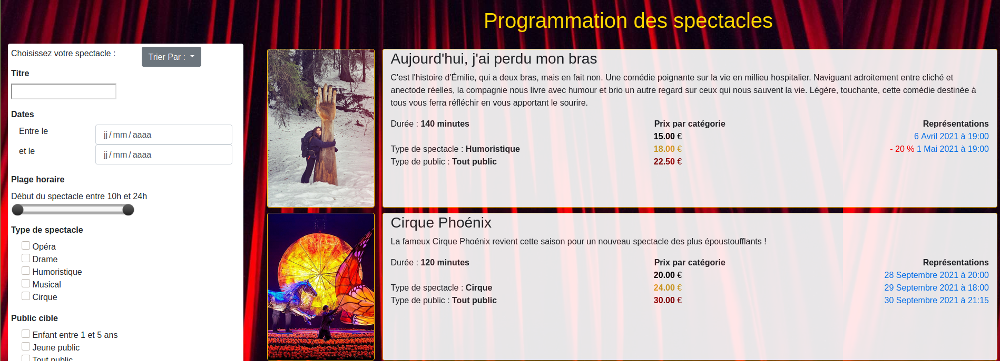 Programmation des spectacles
Choisissez votre spectacle :
Trier Par :
Titre
Dates
Entre le
jj / mm / aaaa
et le
jj / mm / aaaa
Plage horaire
Début du spectacle entre 10h et 24h
Type de spectacle
Opéra
Drame
Humoristique
Musical
Cirque
Public cible
Enfant entre 1 et 5 ans
Jeune public
Tout public
Aujourd'hui, j'ai perdu mon bras
C'est l'histoire d'Émilie, qui a deux bras, mais en fait non. Une comédie poignante sur la vie en millieu hospitalier. Naviguant adroitement entre cliché et
anectode réelles, la compagnie nous livre avec humour et brio un autre regard sur ceux qui nous sauvent la vie. Légère, touchante, cette comédie destinée à
tous vous ferra réfléchir en vous apportant le sourire.
Durée : 140 minutes
Type de spectacle : Humoristique
Type de public : Tout public
Prix par catégorie
15.00 €
18.00 €
22.50 €
Représentations
6 Avril 2021 à 19:00
- 20 % 1 Mai 2021 à 19:00
Cirque Phoénix
La fameux Cirque Phoénix revient cette saison pour un nouveau spectacle des plus époustoufflants !
Durée : 120 minutes
Type de spectacle : Cirque
Type de public : Tout public
Prix par catégorie
20.00 €
24.00 €
30.00 €
Représentations
28 Septembre 2021 à 20:00
29 Septembre 2021 à 18:00
30 Septembre 2021 à 21:15